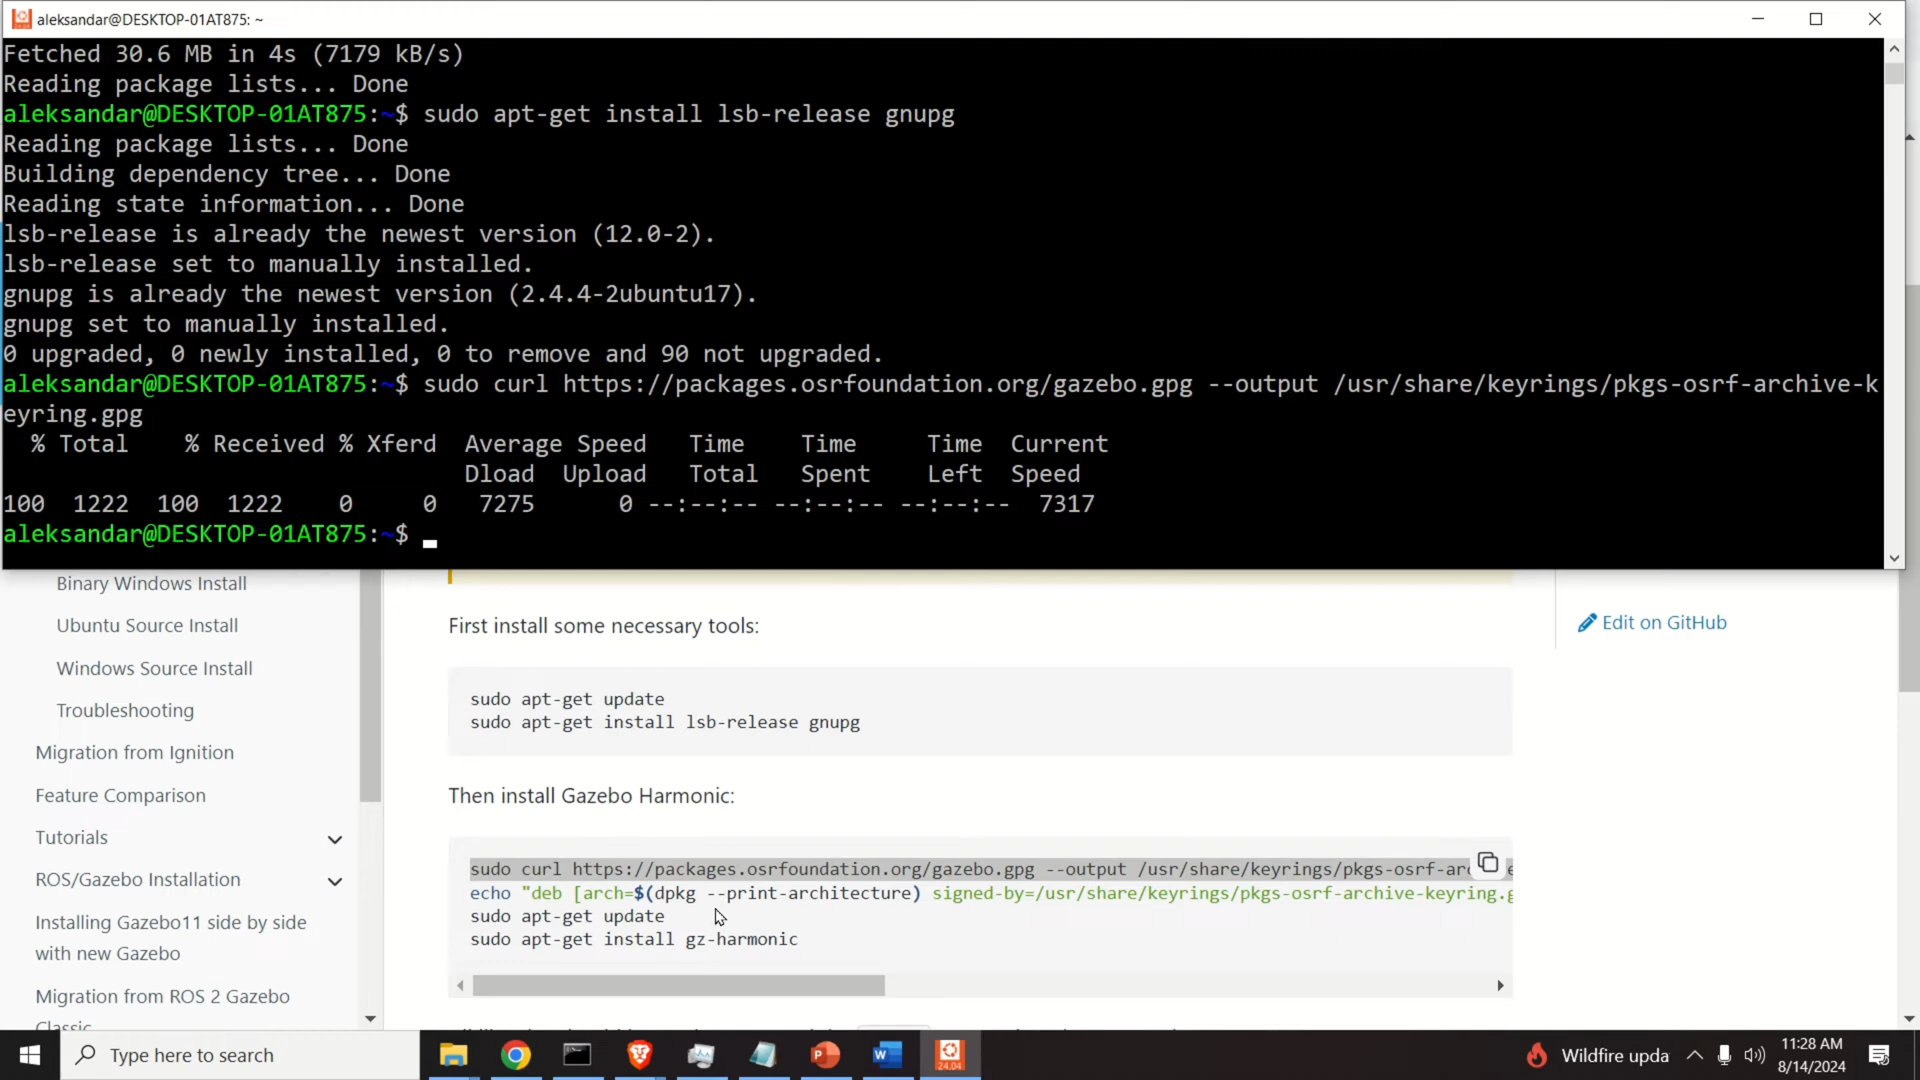 aleksandar@DESKTOP-01AT875: ~
Fetched 30.6 MB in 4s (7179 kB/s)
Reading package lists... Done
aleksandar@DESKTOP-01AT875:~$ sudo apt-get install lsb-release gnupg
Reading package lists... Done
Building dependency tree... Done
Reading state information... Done
lsb-release is already the newest version (12.0-2).
lsb-release set to manually installed.
gnupg is already the newest version (2.4.4-2ubuntu17).
gnupg set to manually installed.
0 upgraded, 0 newly installed, 0 to remove and 90 not upgraded.
aleksandar@DESKTOP-01AT875:~$ sudo curl https://packages.osrfoundation.org/gazebo.gpg --output /usr/share/keyrings/pkgs-osrf-archive-k
eyring.gpg
% Total % Received % Xferd Average Speed Time Time Time Current
Dload Upload Total Spent Left Speed
100 1222 100 1222 0 0 7275 0 --:--:-- --:--:-- --:--:-- 7317
aleksandar@DESKTOP-01AT875:~$
Binary Windows Install
Ubuntu Source Install
Windows Source Install
Troubleshooting
Migration from Ignition
Feature Comparison
Tutorials
ROS/Gazebo Installation
Installing Gazebo11 side by side
with new Gazebo
Migration from ROS 2 Gazebo
Classic
First install some necessary tools:
sudo apt-get update
sudo apt-get install lsb-release gnupg
Then install Gazebo Harmonic:
sudo curl https://packages.osrfoundation.org/gazebo.gpg --output /usr/share/keyrings/pkgs-osrf-arc
echo "deb [arch=$(dpkg --print-architecture) signed-by=/usr/share/keyrings/pkgs-osrf-archive-keyring.g
sudo apt-get update
sudo apt-get install gz-harmonic
Edit on GitHub
Type here to search
24.04
Wildfire upda
11:28 AM
8/14/2024